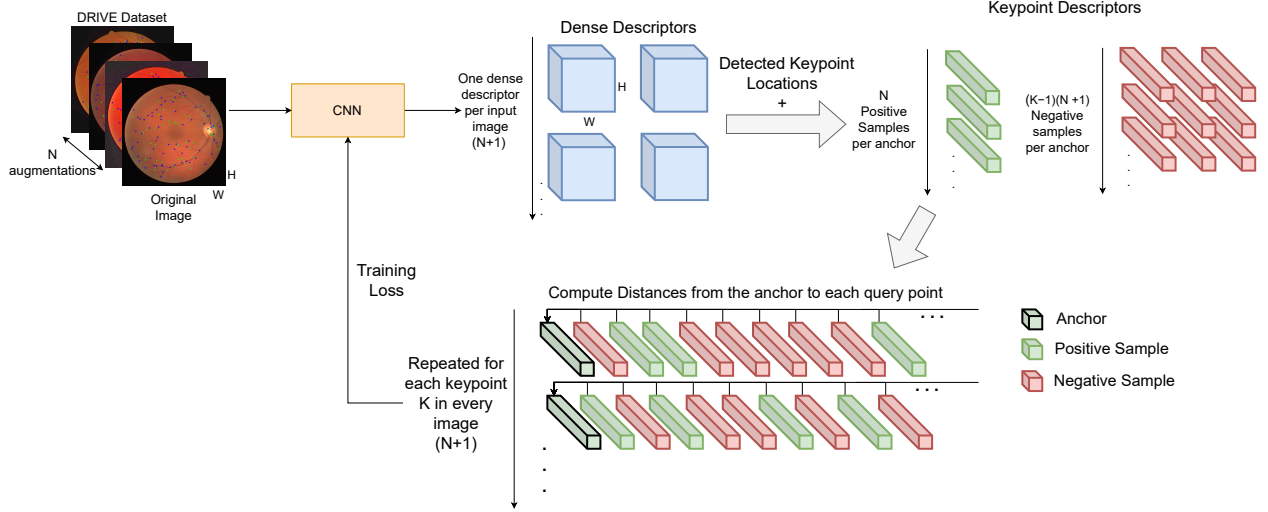 DRIVE Dataset
N
augmentations
Original
Image
H
W
CNN
One dense
descriptor
per input
image
(N+1)
Dense Descriptors
H
W
.
.
.
Detected Keypoint
Locations
+
Keypoint Descriptors
N
Positive
Samples
per anchor
.
.
.
(K−1)(N +1)
Negative
samples
per anchor
.
.
.
Training
Loss
Compute Distances from the anchor to each query point
. . .
. . .
Repeated for
each keypoint
K in every
image
(N+1)
.
.
.
Anchor
Positive Sample
Negative Sample